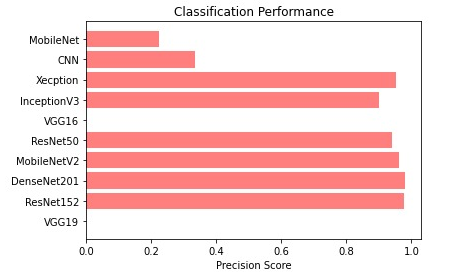 Classification Performance
MobileNet
CNN
Xecption
InceptionV3
VGG16
ResNet50
MobileNetV2
DenseNet201
ResNet152
VGG19
0.0 0.2 0.4 0.6 0.8 1.0
Precision Score